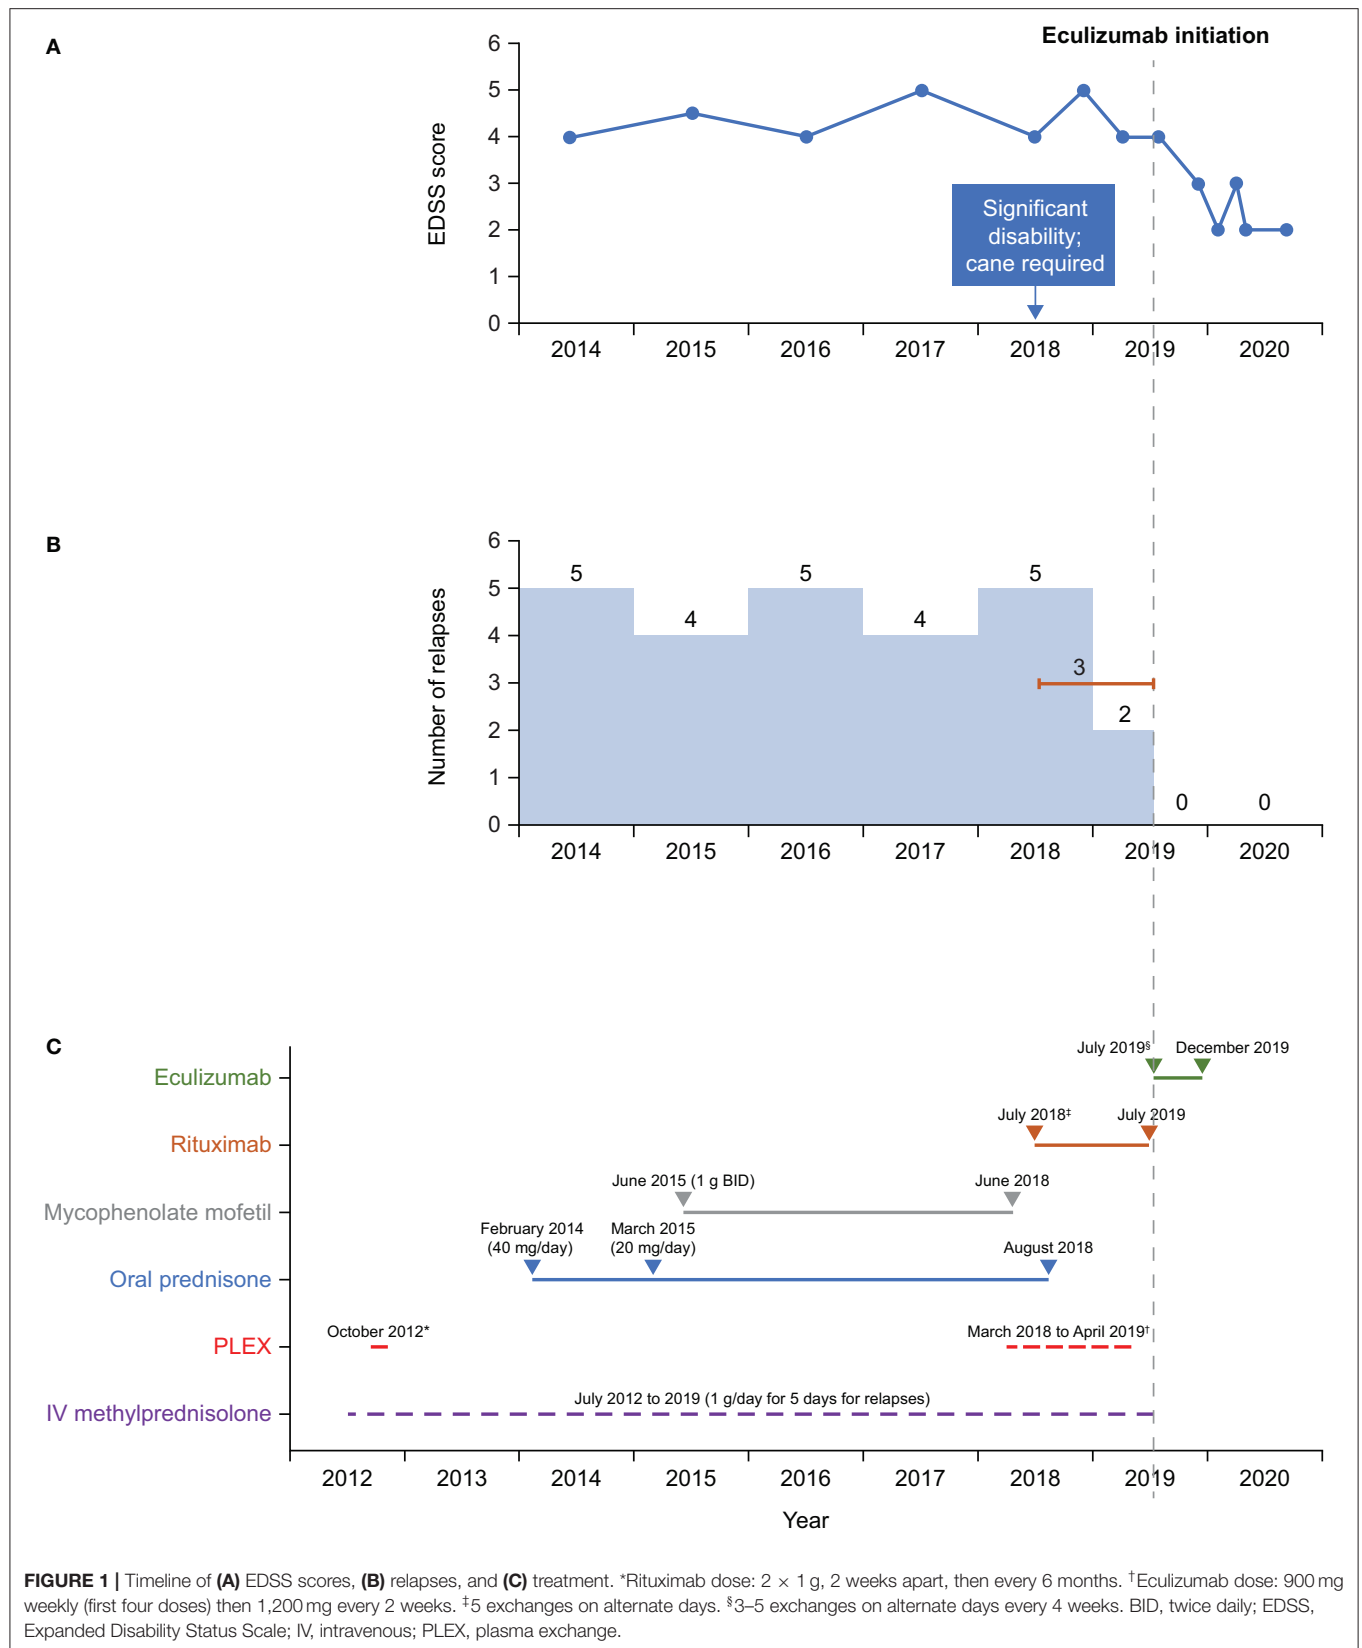 A
Eculizumab initiation
EDSS score
6
5
4
3
2
1
0
Significant
disability;
cane required
2014 2015 2016 2017 2018 2019 2020
B
Number of relapses
6
5
4
3
2
1
0
5 4 5 4 5 3 2 0 0
2014 2015 2016 2017 2018 2019 2020
C
Eculizumab
July 2019§ December 2019
Rituximab
July 2018‡ July 2019
Mycophenolate mofetil
June 2015 (1 g BID) June 2018
Oral prednisone
February 2014
(40 mg/day)
March 2015
(20 mg/day)
August 2018
PLEX
October 2012* March 2018 to April 2019†
IV methylprednisolone
July 2012 to 2019 (1 g/day for 5 days for relapses)
2012 2013 2014 2015 2016 2017 2018 2019 2020
Year
FIGURE 1 | Timeline of (A) EDSS scores, (B) relapses, and (C) treatment. *Rituximab dose: 2 × 1 g, 2 weeks apart, then every 6 months. †Eculizumab dose: 900 mg
weekly (first four doses) then 1,200 mg every 2 weeks. ‡5 exchanges on alternate days. §3–5 exchanges on alternate days every 4 weeks. BID, twice daily; EDSS,
Expanded Disability Status Scale; IV, intravenous; PLEX, plasma exchange.